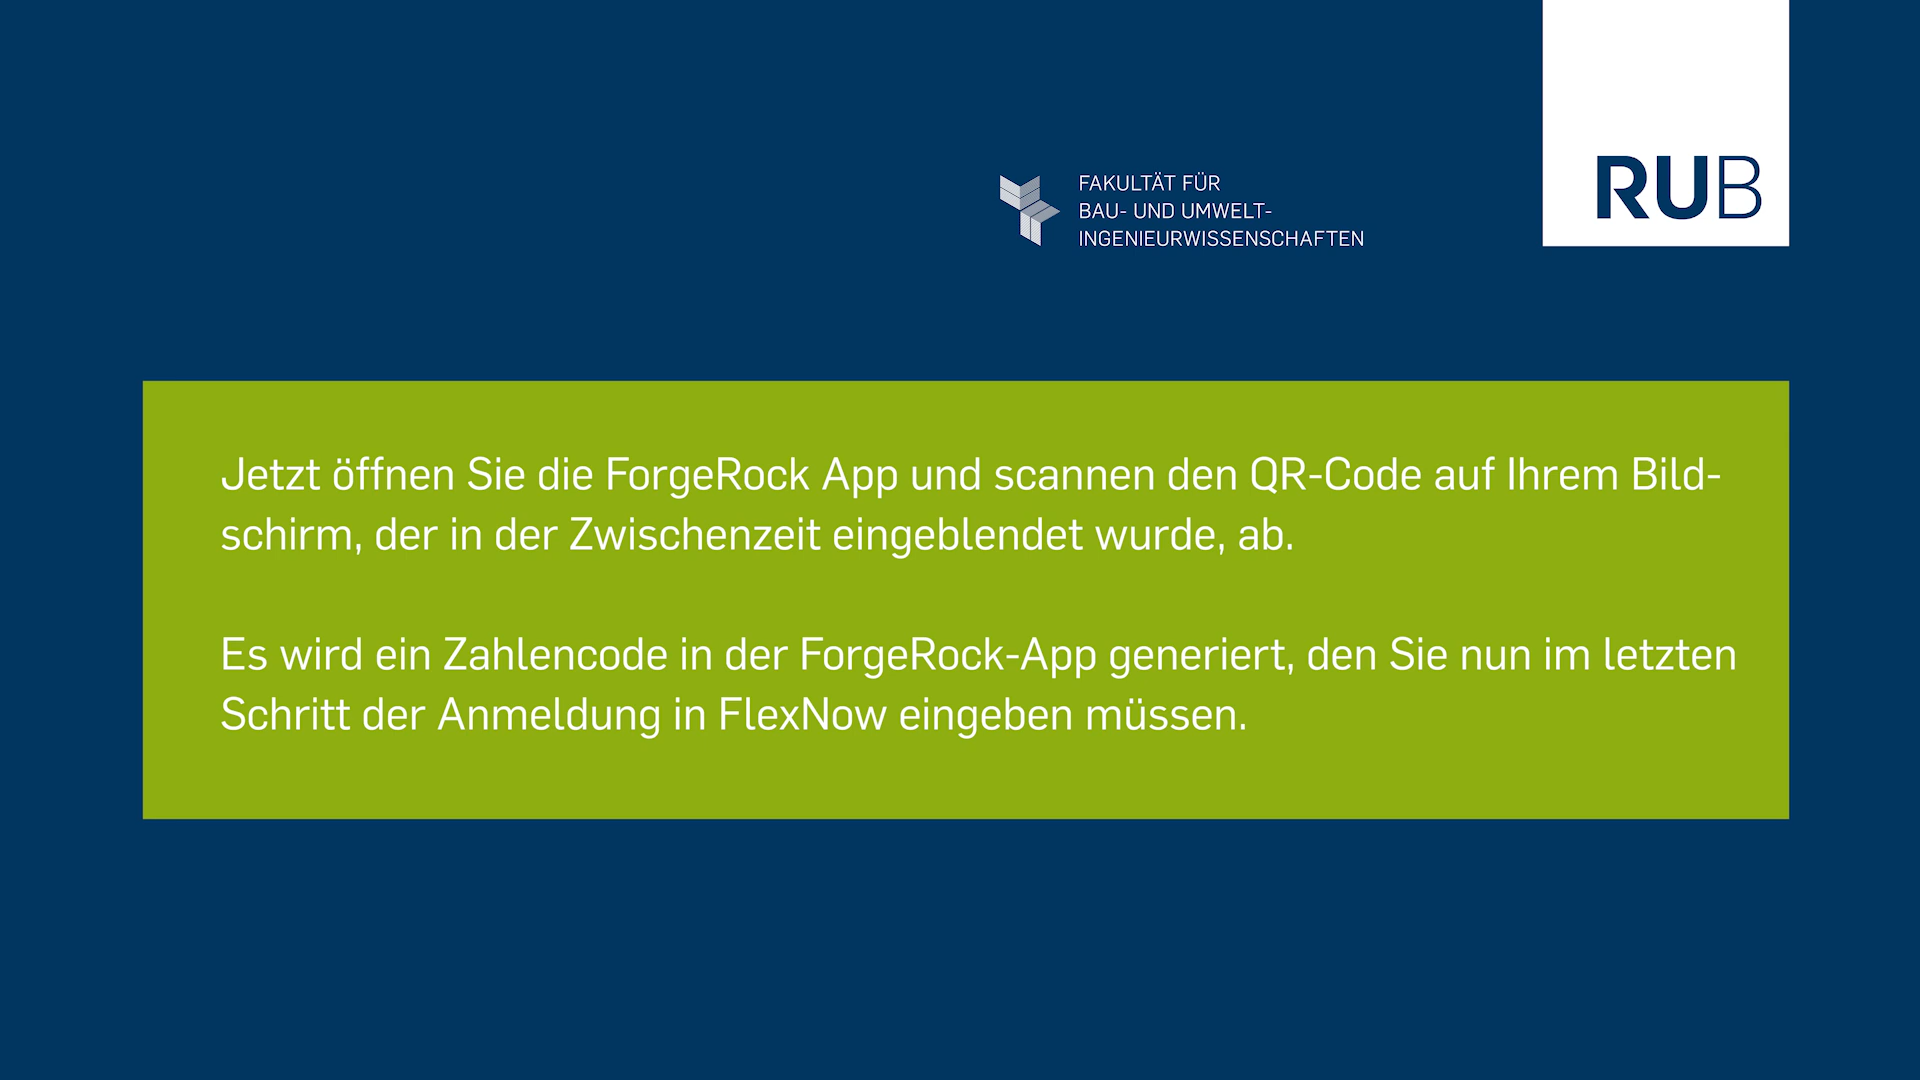 FAKULTÄT FÜR
BAU- UND UMWELT-
INGENIEURWISSENSCHAFTEN
RUB
Jetzt öffnen Sie die ForgeRock App und scannen den QR-Code auf Ihrem Bild-
schirm, der in der Zwischenzeit eingeblendet wurde, ab.
Es wird ein Zahlencode in der ForgeRock-App generiert, den Sie nun im letzten
Schritt der Anmeldung in FlexNow eingeben müssen.